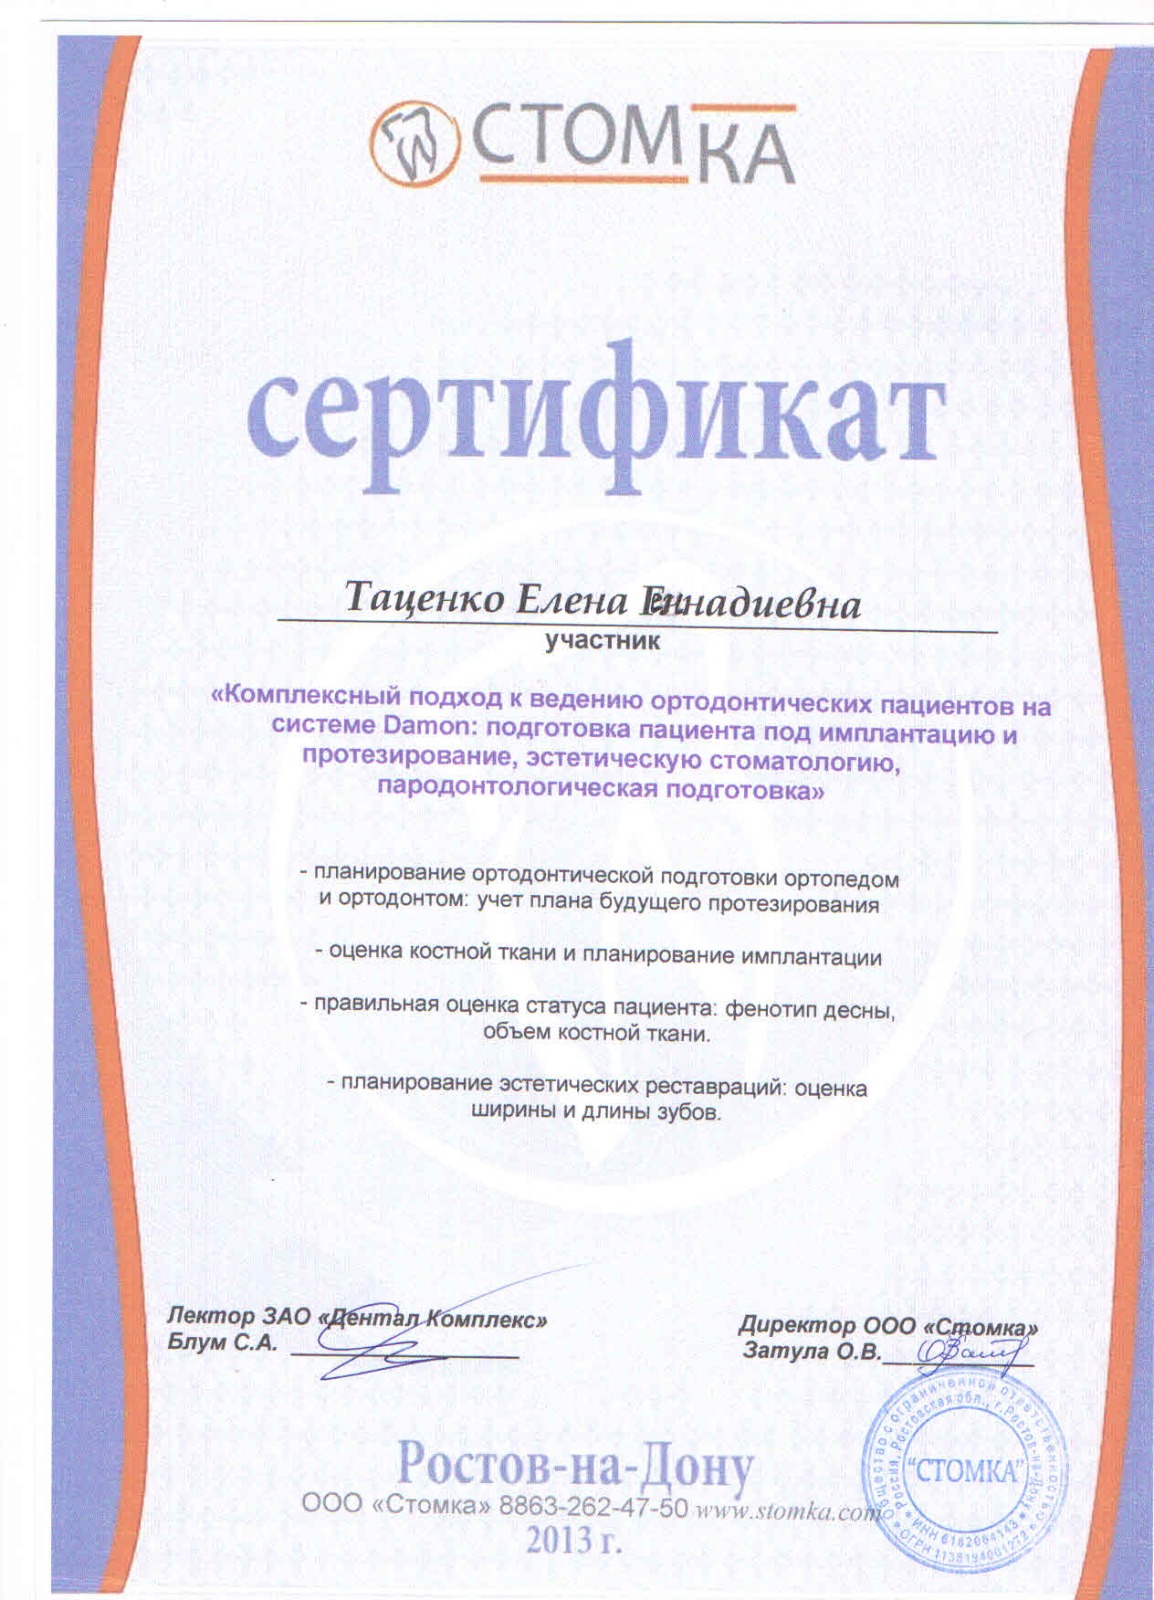 СТОМКА
сертификат
Таценко Елена Геннадиевна
участник
«Комплексный подход к ведению ортодонтических пациентов на
системе Damon: подготовка пациента под имплантацию и
протезирование, эстетическую стоматологию,
пародонтологическая подготовка»
- планирование ортодонтической подготовки ортопедом
и ортодонтом: учет плана будущего протезирования
- оценка костной ткани и планирование имплантации
- правильная оценка статуса пациента: фенотип десны,
объем костной ткани.
- планирование эстетических реставраций: оценка
ширины и длины зубов.
Лектор ЗАО «Дентал Комплекс»
Блум С.А.
Директор ООО «Стомка»
Затула О.В.
Общество с ограниченной ответственностью
Россия, Ростовская обл., г. Ростов-на-Дону
"СТОМКА"
Ростов-на-Дону
ООО «Стомка» 8863-262-47-50 www.stomka.com
2013 г.